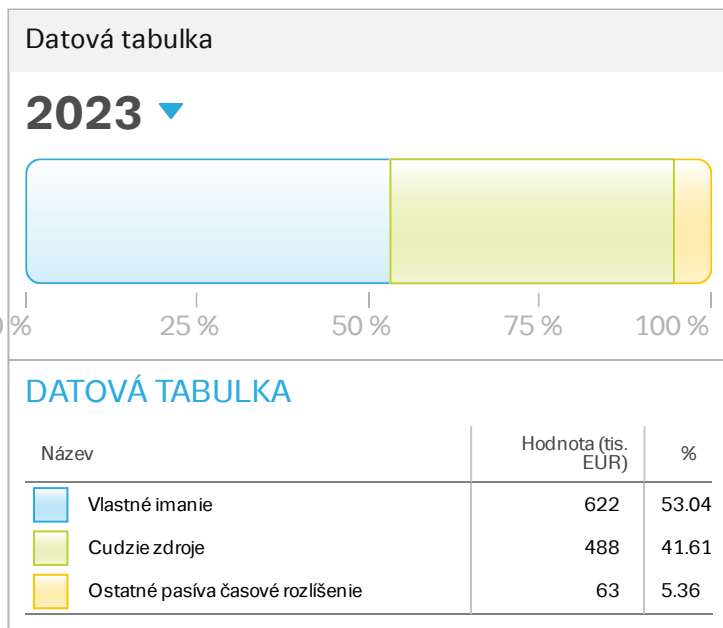 Datová tabulka
2023
0 % 25 % 50 % 75 % 100 %
DATOVÁ TABULKA
Název Hodnota (tis. EUR) %
Vlastné imanie 622 53.04
Cudzie zdroje 488 41.61
Ostatné pasíva časové rozlíšenie 63 5.36